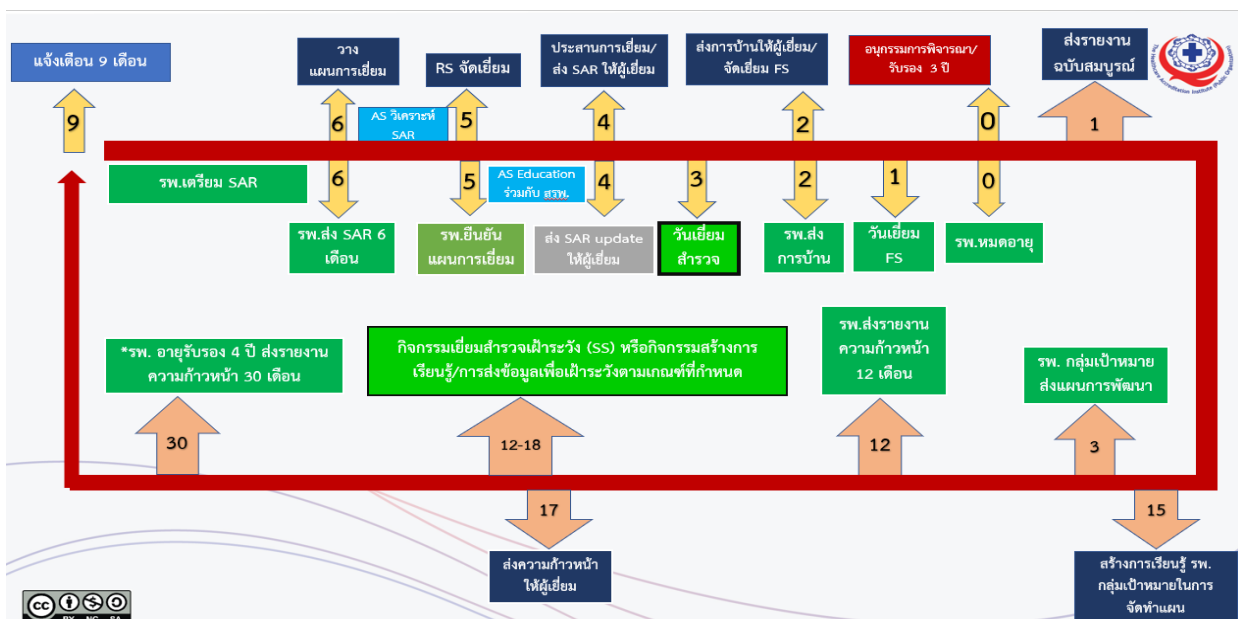 แจ้งเตือน 9 เดือน
วาง
แผนการเยี่ยม
RS จัดเยี่ยม
ประสานการเยี่ยม/
ส่ง SAR ให้ผู้เยี่ยม
ส่งการบ้านให้ผู้เยี่ยม/
จัดเยี่ยม FS
อนุกรรมการพิจารณา/
รับรอง 3 ปี
ส่งรายงาน
ฉบับสมบูรณ์
The Healthcare Accreditation Institute (Public Organization)
9
6
AS วิเคราะห์
SAR
5
4
2
0
1
รพ.เตรียม SAR
6
5
AS Education
ร่วมกับ สรพ.
4
3
2
1
0
รพ.ส่ง SAR 6
เดือน
รพ.ยืนยัน
แผนการเยี่ยม
ส่ง SAR update
ให้ผู้เยี่ยม
วันเยี่ยม
สำรวจ
รพ.ส่ง
การบ้าน
วันเยี่ยม
FS
รพ.หมดอายุ
*รพ. อายุรับรอง 4 ปี ส่งรายงาน
ความก้าวหน้า 30 เดือน
กิจกรรมเยี่ยมสำรวจเฝ้าระวัง (SS) หรือกิจกรรมสร้างการ
เรียนรู้/การส่งข้อมูลเพื่อเฝ้าระวังตามเกณฑ์ที่กำหนด
รพ.ส่งรายงาน
ความก้าวหน้า
12 เดือน
รพ. กลุ่มเป้าหมาย
ส่งแผนการพัฒนา
30
12-18
12
3
17
15
ส่งความก้าวหน้า
ให้ผู้เยี่ยม
สร้างการเรียนรู้ รพ.
กลุ่มเป้าหมายในการ
จัดทำแผน
cc
BY NC SA